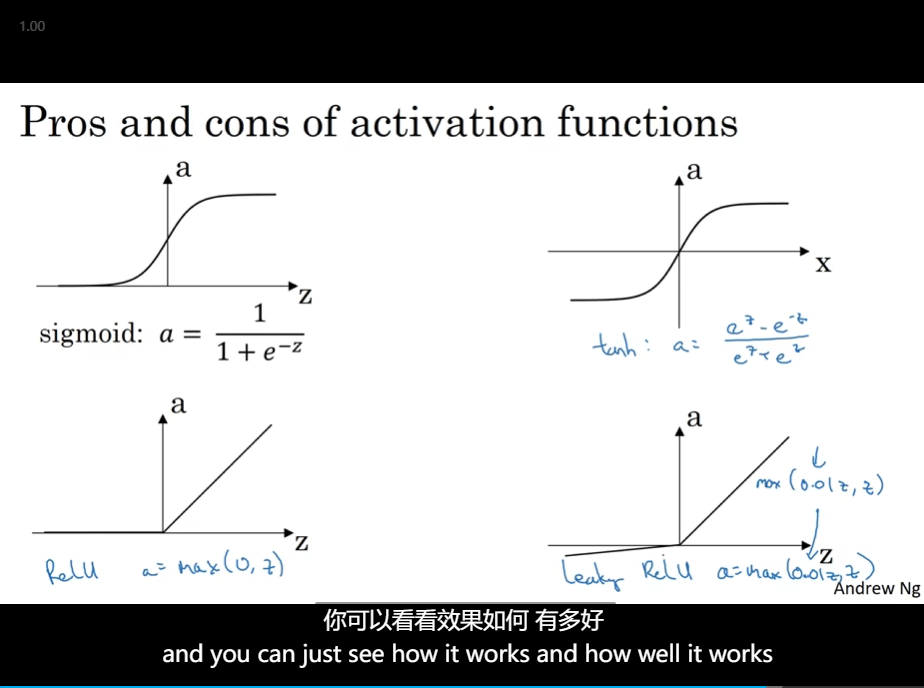 1.00
Pros and cons of activation functions
a
a
z
x
sigmoid: a = 1 / (1 + e^−z)
tanh: a = (e^z - e^-z) / (e^z + e^z)
a
a
max (0.01z, z)
z
z
ReLU a = max(0, z)
Leaky ReLU a = max(0.01z, z)
Andrew Ng
你可以看看效果如何 有多好
and you can just see how it works and how well it works